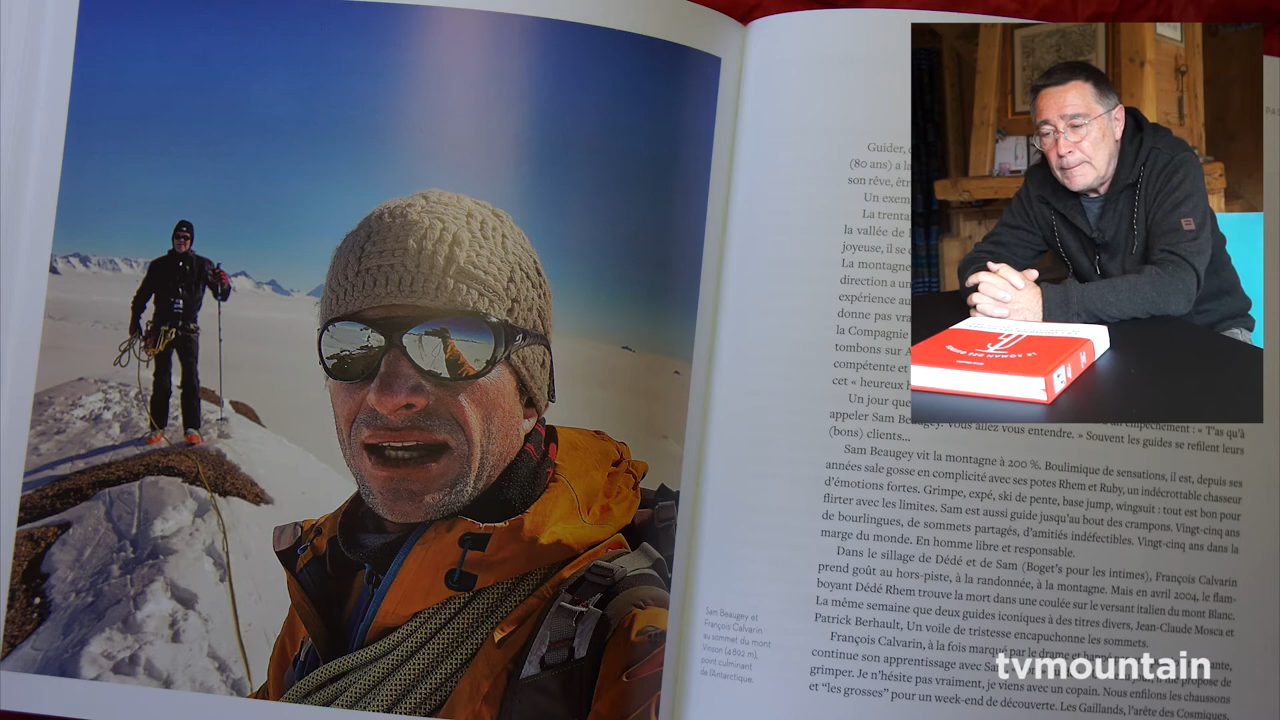 Guider,
(80 ans) a la
son rêve, êtr
Un exem
La trenta
la vallée de
joyeuse, il se
La montagne
direction a un
expérience au
donne pas vra
la Compagnie
tombons sur A
compétente et
cet « heureux
Un jour que
un empêchement : « T'as qu'à
appeler Sam Beaugey. Vous allez vous entendre. » Souvent les guides se refilent leurs
(bons) clients...
Sam Beaugey vit la montagne à 200 %. Boulimique de sensations, il est, depuis ses
années sale gosse en complicité avec ses potes Rhem et Ruby, un indécrottable chasseur
d'émotions fortes. Grimpe, expé, ski de pente, base jump, wingsuit : tout est bon pour
flirter avec les limites. Sam est aussi guide jusqu'au bout des crampons. Vingt-cinq ans
de bourlingues, de sommets partagés, d'amitiés indéfectibles. Vingt-cinq ans dans la
marge du monde. En homme libre et responsable.
Dans le sillage de Dédé et de Sam (Boget's pour les intimes), François Calvarin
prend goût au hors-piste, à la randonnée, à la montagne. Mais en avril 2004, le flam-
boyant Dédé Rhem trouve la mort dans une coulée sur le versant italien du mont Blanc.
La même semaine que deux guides iconiques à des titres divers, Jean-Claude Mosca et
Patrick Berhault, Un voile de tristesse encapuchonne les sommets.
François Calvarin, à la fois marqué par le drame et
continue son apprentissage avec Sa
propose de
grimper. Je n'hésite pas vraiment, je viens avec un copain. Nous enfilons les chaussons
et “les grosses” pour un week-end de découverte. Les Gaillands, l'arête des Cosmiques,
Sam Beaugey et
François Calvarin
au sommet du mont
Vinson (4 892 m),
point culminant
de l'Antarctique.
LE ROMAN DES GUIDES
tvmountain